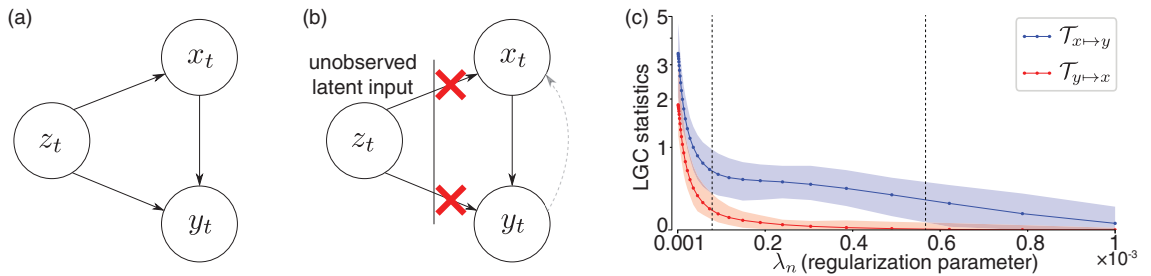 (a)
x_t
z_t
y_t
(b)
unobserved
latent input
x_t
z_t
y_t
(c)
LGC statistics
5
3
2
1
0
0.001
0.2
0.4
0.6
0.8
1
×10⁻³
λ_n (regularization parameter)
𝒯_{x↦y}
𝒯_{y↦x}